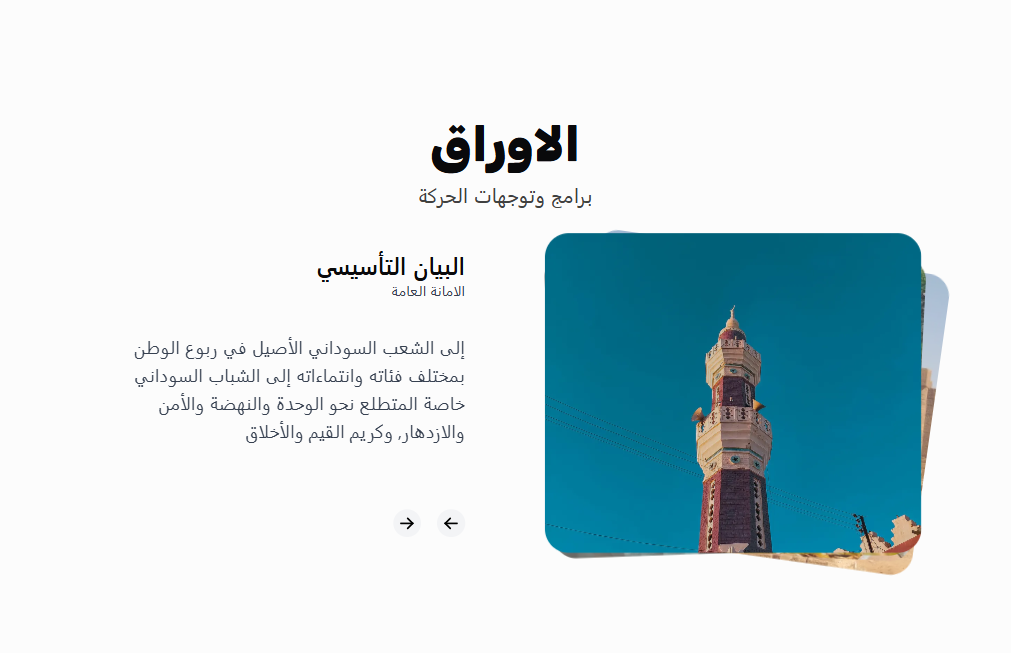 الاوراق
برامج وتوجهات الحركة
البيان التأسيسي
الامانة العامة
إلى الشعب السوداني الأصيل في ربوع الوطن
بمختلف فئاته وانتماءاته إلى الشباب السوداني
خاصة المتطلع نحو الوحدة والنهضة والأمن
والازدهار، وكريم القيم والأخلاق